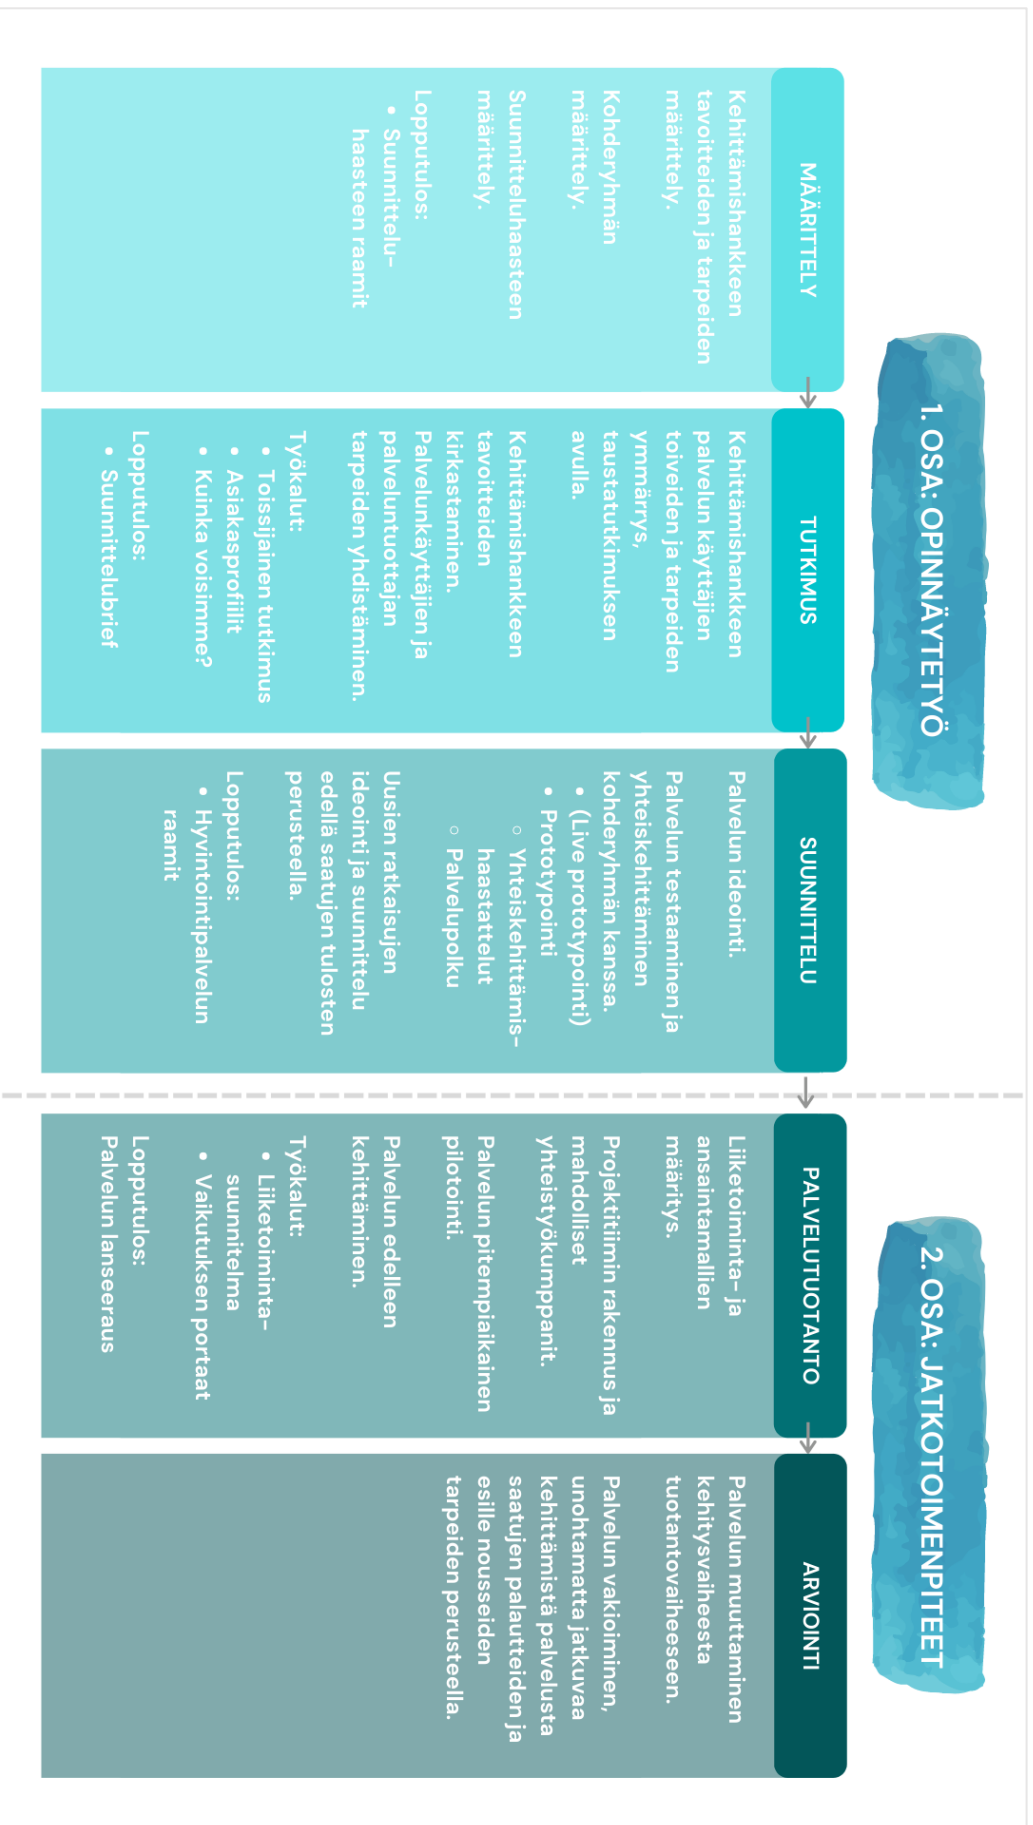 1. OSA: OPINNÄYTETYÖ
MÄÄRITTELY
Kehittämishankkeen
tavoitteiden ja tarpeiden
määrittely.
Kohderyhmän
määrittely.
Suunnitteluhaasteen
määrittely.
Lopputulos:
• Suunnittelu-
haasteen raamit
TUTKIMUS
Kehittämishankkeen
palvelun käyttäjien
toiveiden ja tarpeiden
ymmärrys,
taustatutkimuksen
avulla.
Kehittämishankkeen
tavoitteiden
kirkastaminen.
Palvelunkäyttäjien ja
palveluntuottajan
tarpeiden yhdistäminen.
Työkalut:
• Toissijainen tutkimus
• Asiakasprofiilit
• Kuinka voisimme?
Lopputulos:
• Suunnittelubrief
SUUNNITTELU
Palvelun ideointi.
Palvelun testaaminen ja
yhteiskehittäminen
kohderyhmän kanssa.
• (Live prototypointi)
• Prototypointi
○ Yhteiskehittämis-
haastattelut
○ Palvelupolku
Uusien ratkaisujen
ideointi ja suunnittelu
edellä saatujen tulosten
perusteella.
Lopputulos:
• Hyvintointipalvelun
raamit
2. OSA: JATKOTOIMENPITEET
PALVELUTUOTANTO
Liiketoiminta- ja
ansaintamallien
määritys.
Projektitiimin rakennus ja
mahdolliset
yhteistyökumppanit.
Palvelun pitempiaikainen
pilotointi.
Palvelun edelleen
kehittäminen.
Työkalut:
• Liiketoiminta-
suunnitelma
• Vaikutuksen portaat
Lopputulos:
Palvelun lanseeraus
ARVIOINTI
Palvelun muuttaminen
kehitysvaiheesta
tuotantovaiheeseen.
Palvelun vakioiminen,
unohtamatta jatkuvaa
kehittämistä palvelusta
saatujen palautteiden ja
esille nousseiden
tarpeiden perusteella.